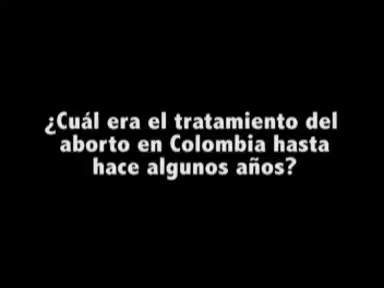 ¿Cuál era el tratamiento del
aborto en Colombia hasta
hace algunos años?